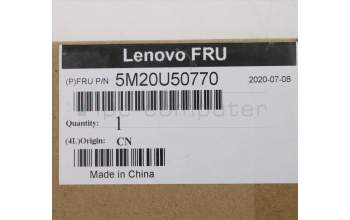 Lenovo FRU
(P)FRU P/N 5M20U50770 2020-07-08
Quantity: 1
(4L)Origin: CN
Made in China